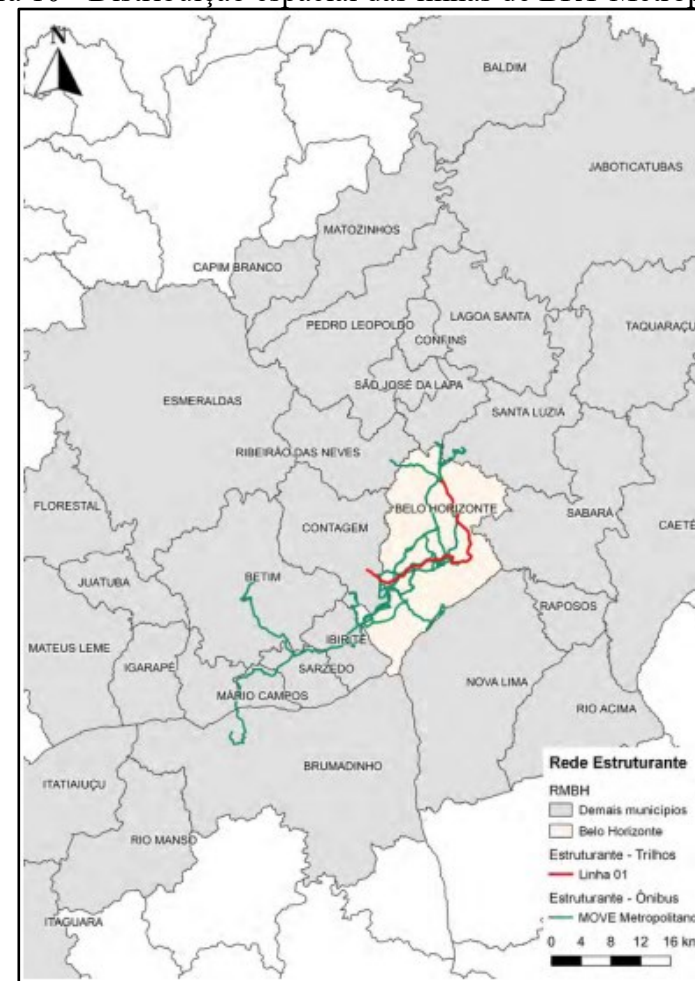 Distribuição espacial das linhas do BRT Metrop
N
BALDIM
JABOTICATUBAS
MATOZINHOS
CAPIM BRANCO
LAGOA SANTA
PEDRO LEOPOLDO
TAQUARAÇU
CONFINS
SÃO JOSÉ DA LAPA
ESMERALDAS
SANTA LUZIA
RIBEIRÃO DAS NEVES
FLORESTAL
BELO HORIZONTE
SABARÁ
CONTAGEM
CAETÉ
BETIM
JUATUBA
RAPOSOS
IBIRITÉ
MATEUS LEME
IGARAPÉ
SARZEDO
NOVA LIMA
MÁRIO CAMPOS
RIO ACIMA
BRUMADINHO
ITATIAIUÇU
RIO MANSO
ITAGUARA
Rede Estruturante
RMBH
Demais municípios
Belo Horizonte
Estruturante - Trilhos
Linha 01
Estruturante - Ônibus
MOVE Metropolitano
0 4 8 12 16 km